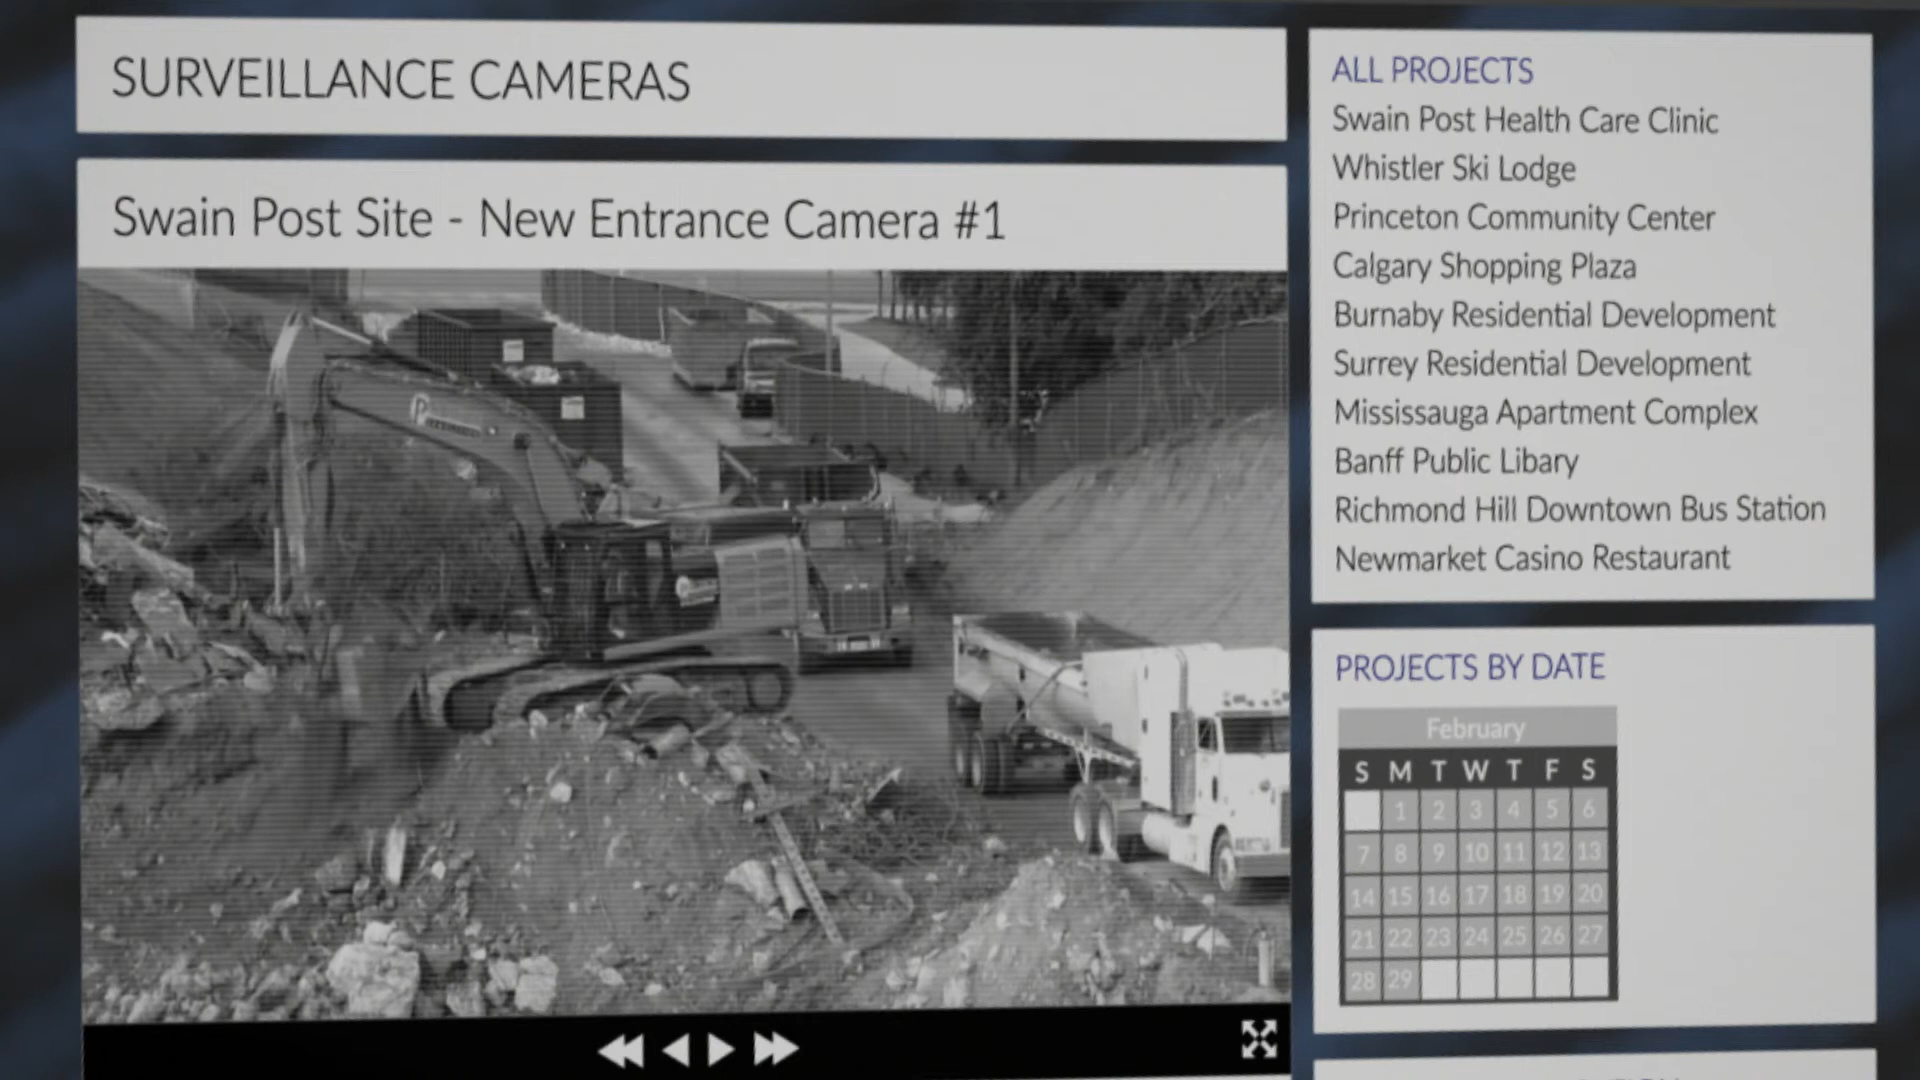 SURVEILLANCE CAMERAS
Swain Post Site - New Entrance Camera #1
ALL PROJECTS
Swain Post Health Care Clinic
Whistler Ski Lodge
Princeton Community Center
Calgary Shopping Plaza
Burnaby Residential Development
Surrey Residential Development
Mississauga Apartment Complex
Banff Public Libary
Richmond Hill Downtown Bus Station
Newmarket Casino Restaurant
PROJECTS BY DATE
February
S M T W T F S
1 2 3 4 5 6
7 8 9 10 11 12 13
14 15 16 17 18 19 20
21 22 23 24 25 26 27
28 29